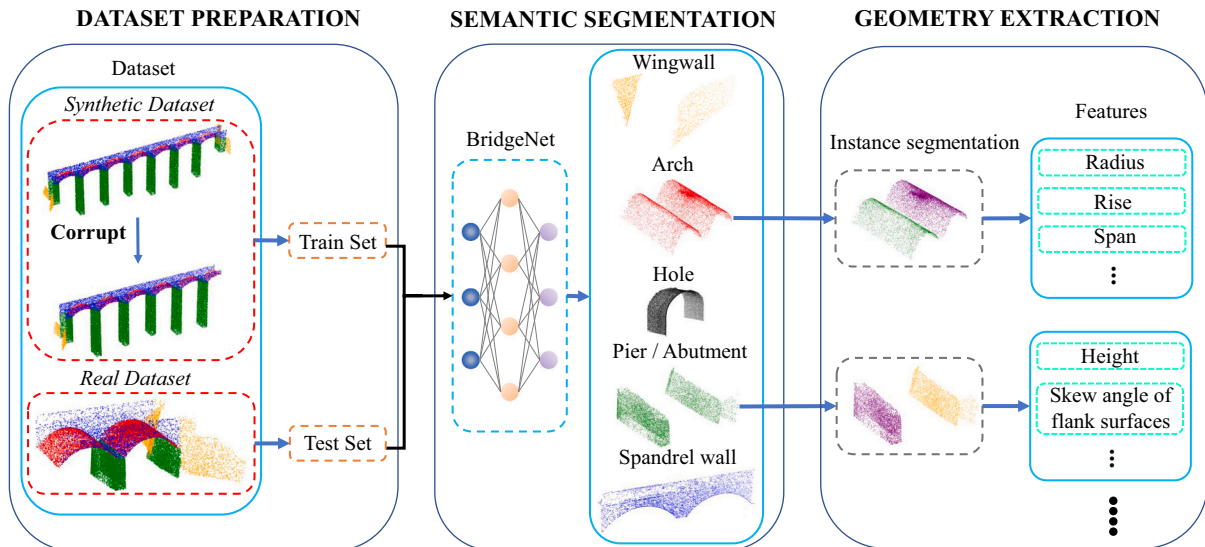 DATASET PREPARATION
Dataset
Synthetic Dataset
Corrupt
Real Dataset
Train Set
Test Set
SEMANTIC SEGMENTATION
BridgeNet
Wingwall
Arch
Hole
Pier / Abutment
Spandrel wall
GEOMETRY EXTRACTION
Instance segmentation
Features
Radius
Rise
Span
Height
Skew angle of
flank surfaces